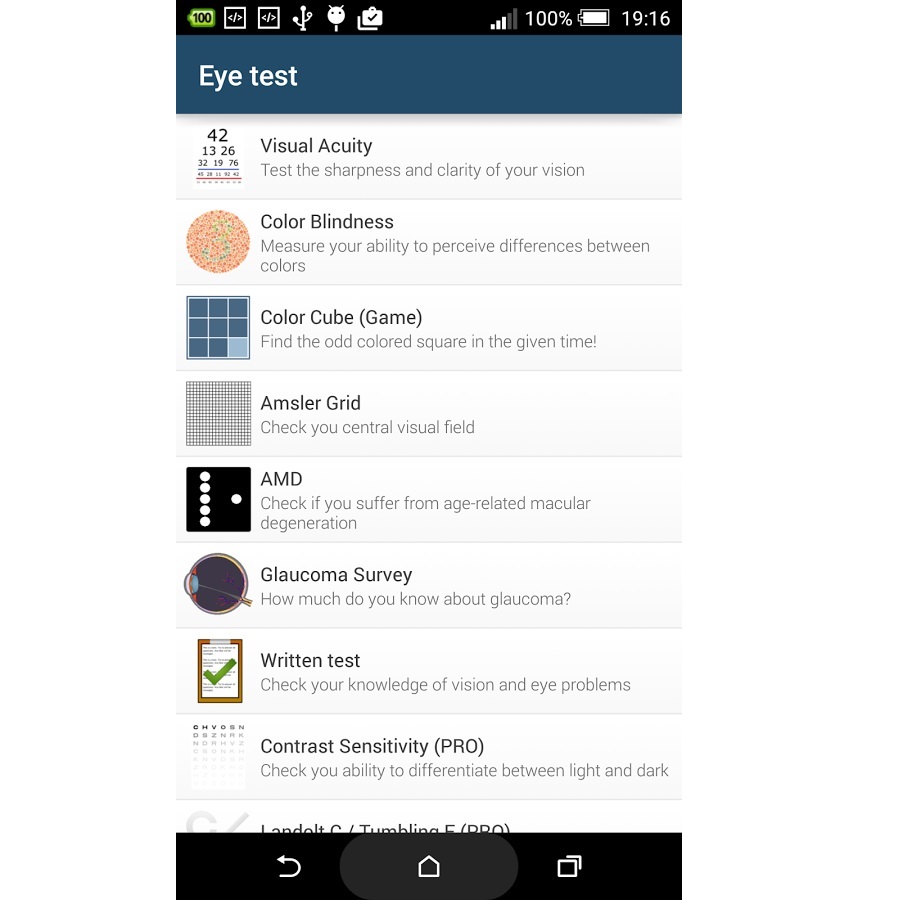 100 100% 19:16
Eye test
42
13 26
32 19 76
45 28 11 92 42
Visual Acuity
Test the sharpness and clarity of your vision
Color Blindness
Measure your ability to perceive differences between
colors
Color Cube (Game)
Find the odd colored square in the given time!
Amsler Grid
Check you central visual field
AMD
Check if you suffer from age-related macular
degeneration
Glaucoma Survey
How much do you know about glaucoma?
Written test
Check your knowledge of vision and eye problems
C H V O S N
Contrast Sensitivity (PRO)
Check you ability to differentiate between light and dark
Landolt C / Tumbling E (PRO)